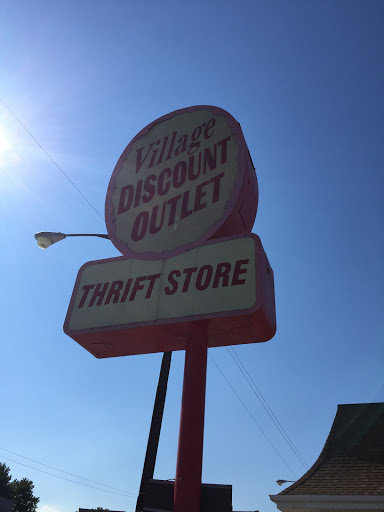 Village
DISCOUNT
OUTLET
THRIFT STORE